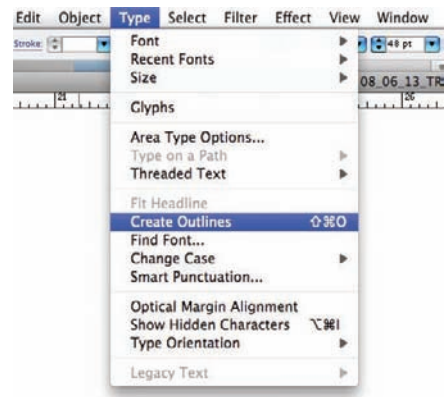 Edit Object Type Select Filter Effect View Window
Stroke: 48 pt
Font
Recent Fonts
Size
08_06_13_TR
21 26
Glyphs
Area Type Options...
Type on a Path
Threaded Text
Fit Headline
Create Outlines ⇧⌘O
Find Font...
Change Case
Smart Punctuation...
Optical Margin Alignment
Show Hidden Characters ⌥⌘I
Type Orientation
Legacy Text